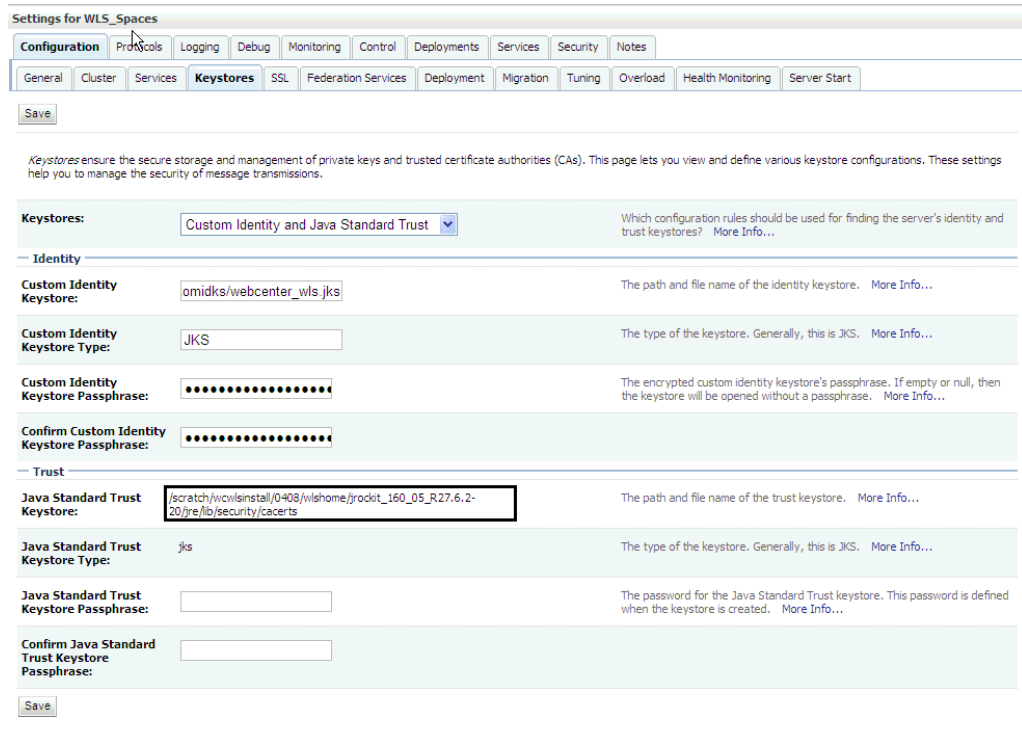 Settings for WLS_Spaces
Configuration Protocols Logging Debug Monitoring Control Deployments Services Security Notes
General Cluster Services Keystores SSL Federation Services Deployment Migration Tuning Overload Health Monitoring Server Start
Save
Keystores ensure the secure storage and management of private keys and trusted certificate authorities (CAs). This page lets you view and define various keystore configurations. These settings
help you to manage the security of message transmissions.
Keystores:
Custom Identity and Java Standard Trust
Which configuration rules should be used for finding the server's identity and
trust keystores? More Info...
Identity
Custom Identity
Keystore:
omidks/webcenter_wls.jks
The path and file name of the identity keystore. More Info...
Custom Identity
Keystore Type:
JKS
The type of the keystore. Generally, this is JKS. More Info...
Custom Identity
Keystore Passphrase:
●●●●●●●●●●●●●●●●●●
The encrypted custom identity keystore's passphrase. If empty or null, then
the keystore will be opened without a passphrase. More Info...
Confirm Custom Identity
Keystore Passphrase:
●●●●●●●●●●●●●●●●●●
Trust
Java Standard Trust
Keystore:
/scratch/wcwlsinstall/0408/wlshome/jrockit_160_05_R27.6.2-
20/jre/lib/security/cacerts
The path and file name of the trust keystore. More Info...
Java Standard Trust
Keystore Type:
jks
The type of the keystore. Generally, this is JKS. More Info...
Java Standard Trust
Keystore Passphrase:
The password for the Java Standard Trust keystore. This password is defined
when the keystore is created. More Info...
Confirm Java Standard
Trust Keystore
Passphrase:
Save